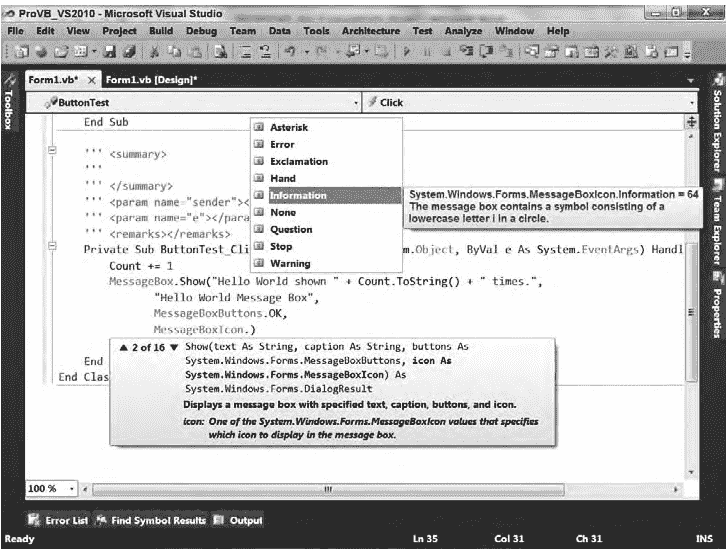 ProVB_VS2010 - Microsoft Visual Studio
File Edit View Project Build Debug Team Data Tools Architecture Test Analyze Window Help
Toolbox
Form1.vb* Form1.vb [Design]*
ButtonTest Click
End Sub
''' <summary>
'''
''' </summary>
''' <param name="sender"><
''' <param name="e"></para
''' <remarks></remarks>
Private Sub ButtonTest_Cli
m.Object, ByVal e As System.EventArgs) Handl
Count += 1
MessageBox.Show("Hello World shown " + Count.ToString() + " times.",
"Hello World Message Box",
MessageBoxButtons.OK,
MessageBoxIcon.)
End
End Clas
Asterisk
Error
Exclamation
Hand
Information
None
Question
Stop
Warning
System.Windows.Forms.MessageBoxIcon.Information = 64
The message box contains a symbol consisting of a
lowercase letter i in a circle.
▲ 2 of 16 ▼ Show(text As String, caption As String, buttons As
System.Windows.Forms.MessageBoxButtons, icon As
System.Windows.Forms.MessageBoxIcon) As
System.Windows.Forms.DialogResult
Displays a message box with specified text, caption, buttons, and icon.
icon: One of the System.Windows.Forms.MessageBoxIcon values that specifies
which icon to display in the message box.
Solution Explorer
Team Explorer
Properties
100 %
Error List Find Symbol Results Output
Ready Ln 35 Col 31 Ch 31 INS